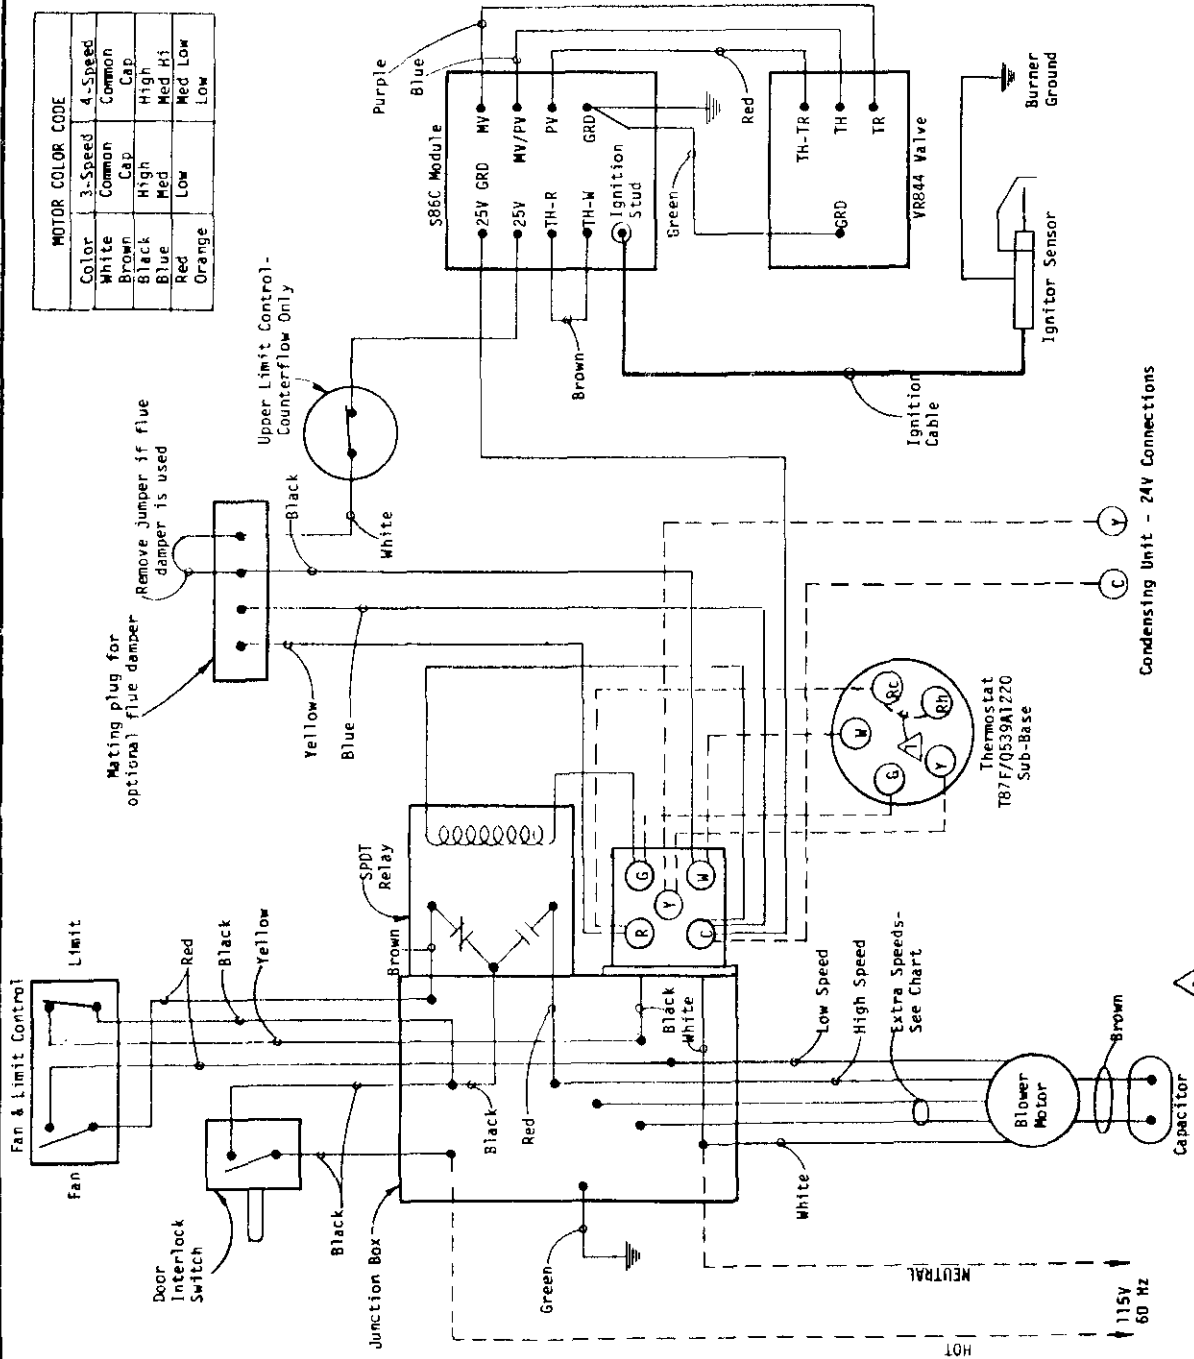 MOTOR COLOR CODE
Color 3-Speed 4-Speed
White Common Common
Brown Cap Cap
Black High High
Blue Med Med Hi
Red Low Med Low
Orange Low
Fan & Limit Control
Fan
Limit
Red
Black
Yellow
Door
Interlock
Switch
Black
Junction Box
Green
HOT
NEUTRAL
115V
60 Hz
Brown
SPDT
Relay
Black
Red
Black
White
White
Low Speed
High Speed
Extra Speeds-
See Chart
Blower
Motor
Brown
Capacitor
Mating plug for
optional flue damper
Remove jumper if flue
damper is used
Yellow
Blue
Black
White
Upper Limit Control-
Counterflow Only
R
G
Y
C
W
G
W
Rc
Rh
Y
1
Thermostat
T87F/Q539A1220
Sub-Base
C
Y
Condensing Unit - 24V Connections
S86C Module
25V GRD
25V
TH-R
TH-W
Ignition
Stud
MV
MV/PV
PV
GRD
Purple
Blue
Red
Green
Brown
Ignition
Cable
TH-TR
TH
TR
GRD
VR844 Valve
Ignitor Sensor
Burner
Ground